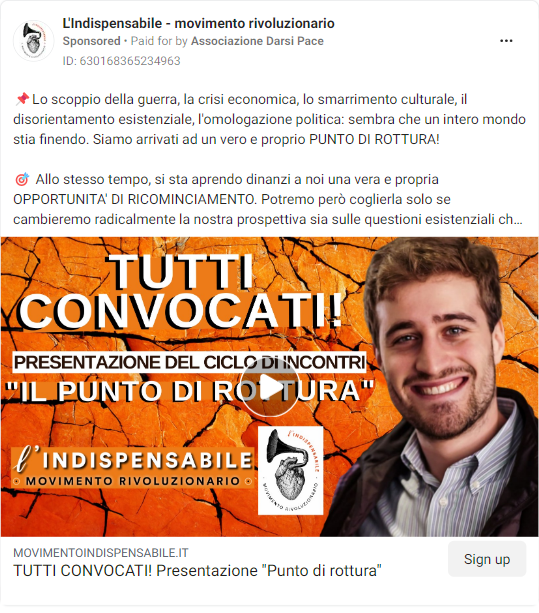 L'Indispensabile - movimento rivoluzionario
Sponsored • Paid for by Associazione Darsi Pace
ID: 630168365234963
📌 Lo scoppio della guerra, la crisi economica, lo smarrimento culturale, il
disorientamento esistenziale, l'omologazione politica: sembra che un intero mondo
stia finendo. Siamo arrivati ad un vero e proprio PUNTO DI ROTTURA!
🎯 Allo stesso tempo, si sta aprendo dinanzi a noi una vera e propria
OPPORTUNITA' DI RICOMINCIAMENTO. Potremo però coglierla solo se
cambieremo radicalmente la nostra prospettiva sia sulle questioni esistenziali ch...
TUTTI
CONVOCATI!
PRESENTAZIONE DEL CICLO DI INCONTRI
"IL PUNTO DI ROTTURA"
l'INDISPENSABILE
MOVIMENTO RIVOLUZIONARIO
l'INDISPENSABILE
MOVIMENTO RIVOLUZIONARIO
MOVIMENTOINDISPENSABILE.IT
TUTTI CONVOCATI! Presentazione "Punto di rottura"
Sign up